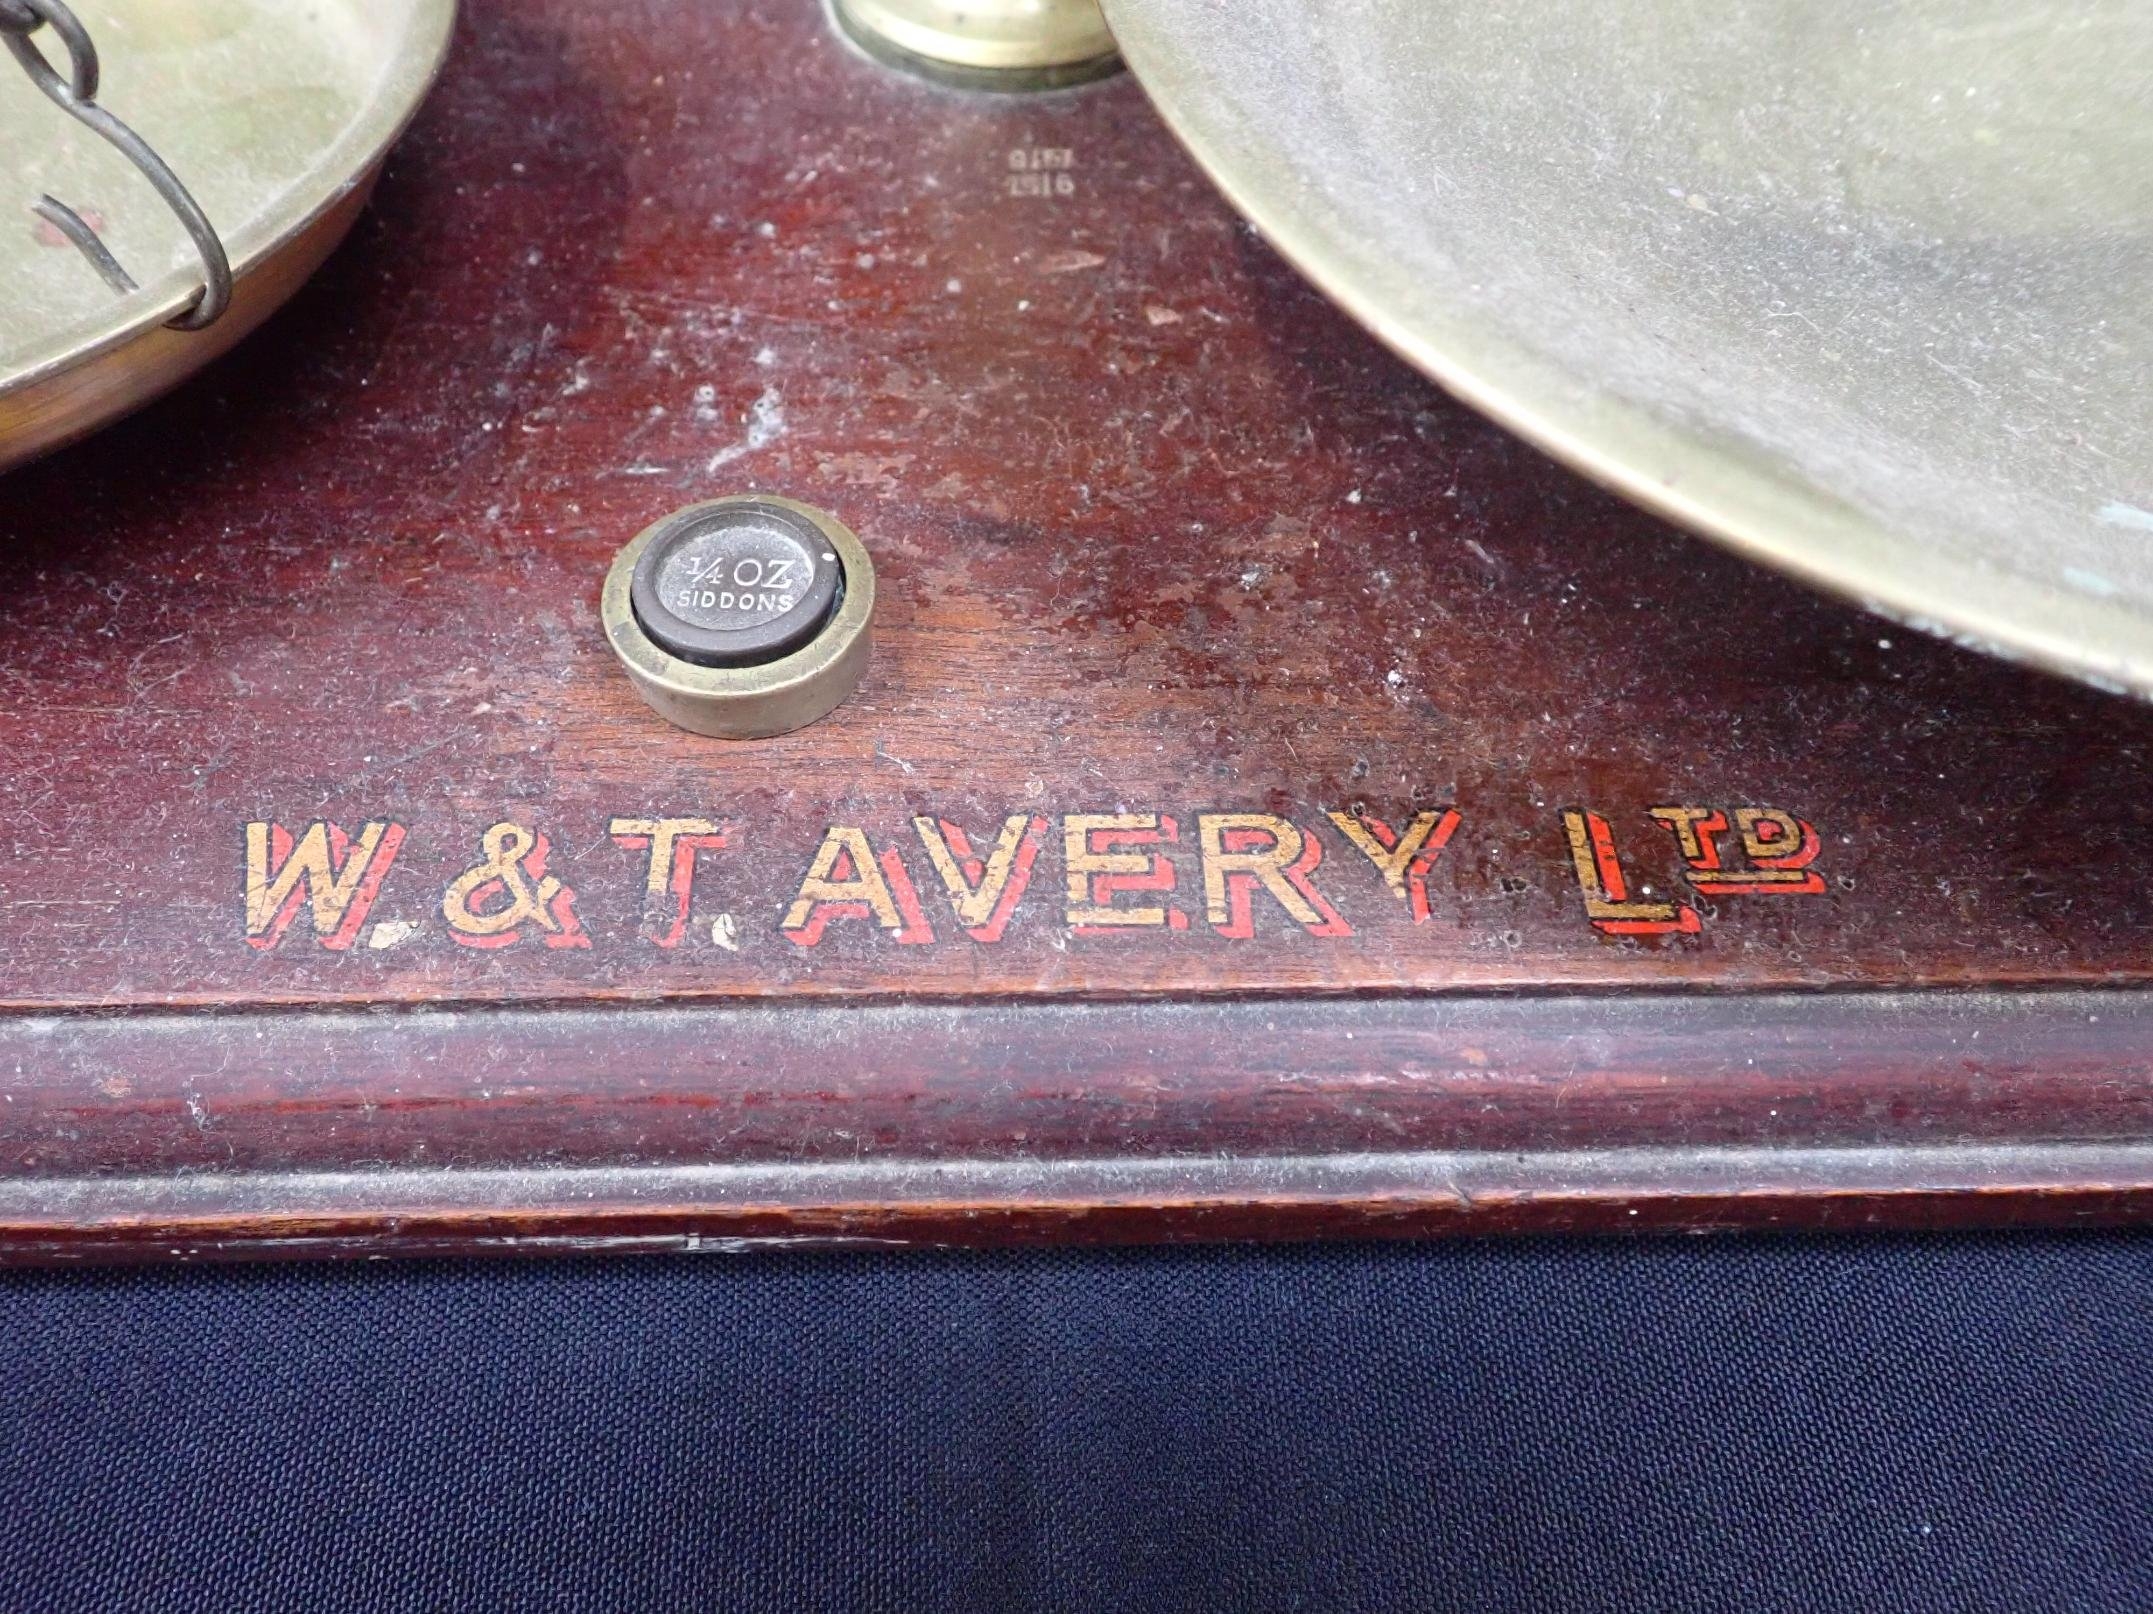 ¼ OZ
SIDDONS
W. & T. AVERY LTD